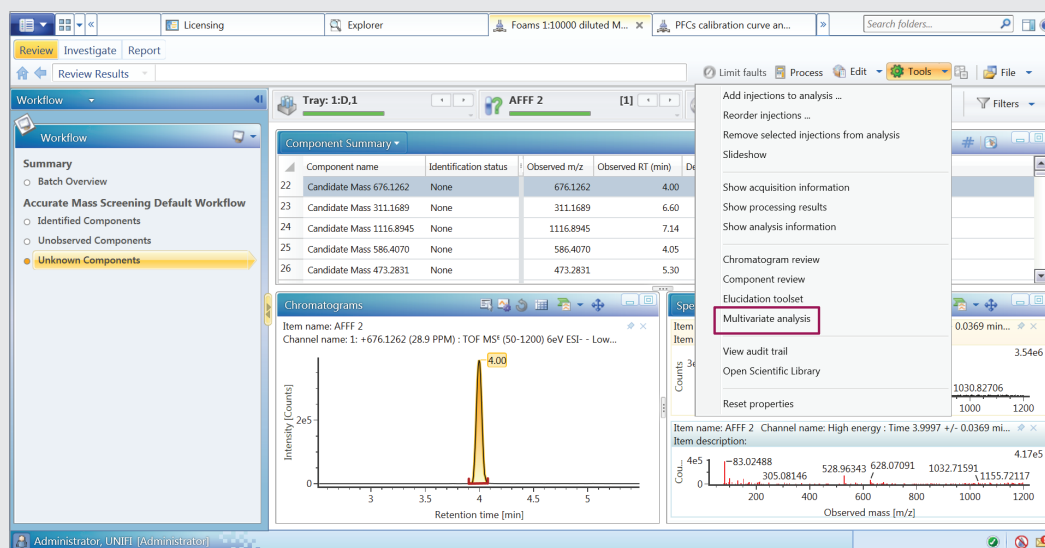 Licensing
Explorer
Foams 1:10000 diluted M... ×
PFCs calibration curve an...
»
Search folders...
Review Investigate Report
Review Results
Limit faults Process Edit Tools File
Workflow
Tray: 1:D,1
AFFF 2 [1]
Filters
Workflow
Summary
Batch Overview
Accurate Mass Screening Default Workflow
Identified Components
Unobserved Components
Unknown Components
Component Summary
Component name Identification status Observed m/z Observed RT (min) De
22 Candidate Mass 676.1262 None 676.1262 4.00
23 Candidate Mass 311.1689 None 311.1689 6.60
24 Candidate Mass 1116.8945 None 1116.8945 7.14
25 Candidate Mass 586.4070 None 586.4070 4.05
26 Candidate Mass 473.2831 None 473.2831 5.30
Add injections to analysis ...
Reorder injections ...
Remove selected injections from analysis
Slideshow
Show acquisition information
Show processing results
Show analysis information
Chromatogram review
Component review
Elucidation toolset
Multivariate analysis
View audit trail
Open Scientific Library
Reset properties
Chromatograms
Item name: AFFF 2
Channel name: 1: +676.1262 (28.9 PPM) : TOF MSᴱ (50-1200) 6eV ESI- - Low...
4.00
Intensity [Counts]
2e5
0
3 3.5 4 4.5 5
Retention time [min]
Spe
Item
Item
0.0369 min...
3.54e6
Counts
3e
1030.82706
1000 1200
Item name: AFFF 2 Channel name: High energy : Time 3.9997 +/- 0.0369 mi...
Item description:
4.17e5
Cou...
4e5
0
83.02488
305.08146
528.96343
628.07091
1032.71591
1155.72117
200 400 600 800 1000 1200
Observed mass [m/z]
Administrator, UNIFI [Administrator]